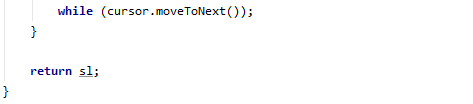 while (cursor.moveToNext());
}
return sl;
}